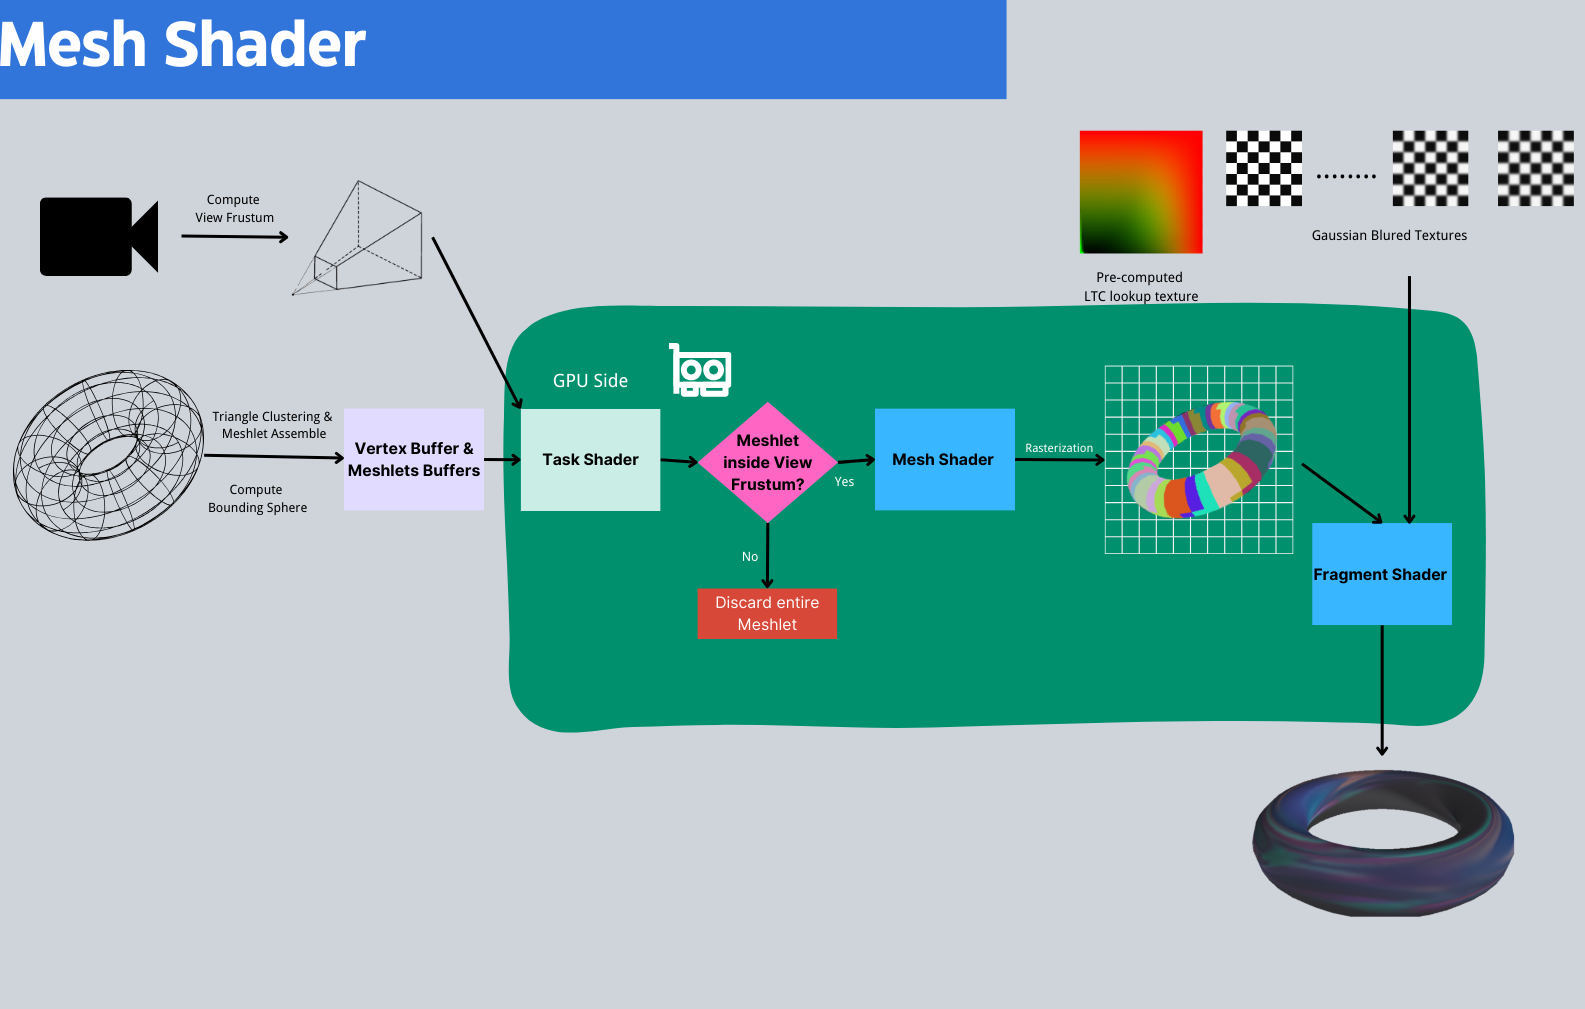 Mesh Shader
Compute
View Frustum
Gaussian Blured Textures
Pre-computed
LTC lookup texture
GPU Side
Triangle Clustering &
Meshlet Assemble
Compute
Bounding Sphere
Vertex Buffer &
Meshlets Buffers
Task Shader
Meshlet
inside View
Frustum?
Yes
No
Discard entire
Meshlet
Mesh Shader
Rasterization
Fragment Shader